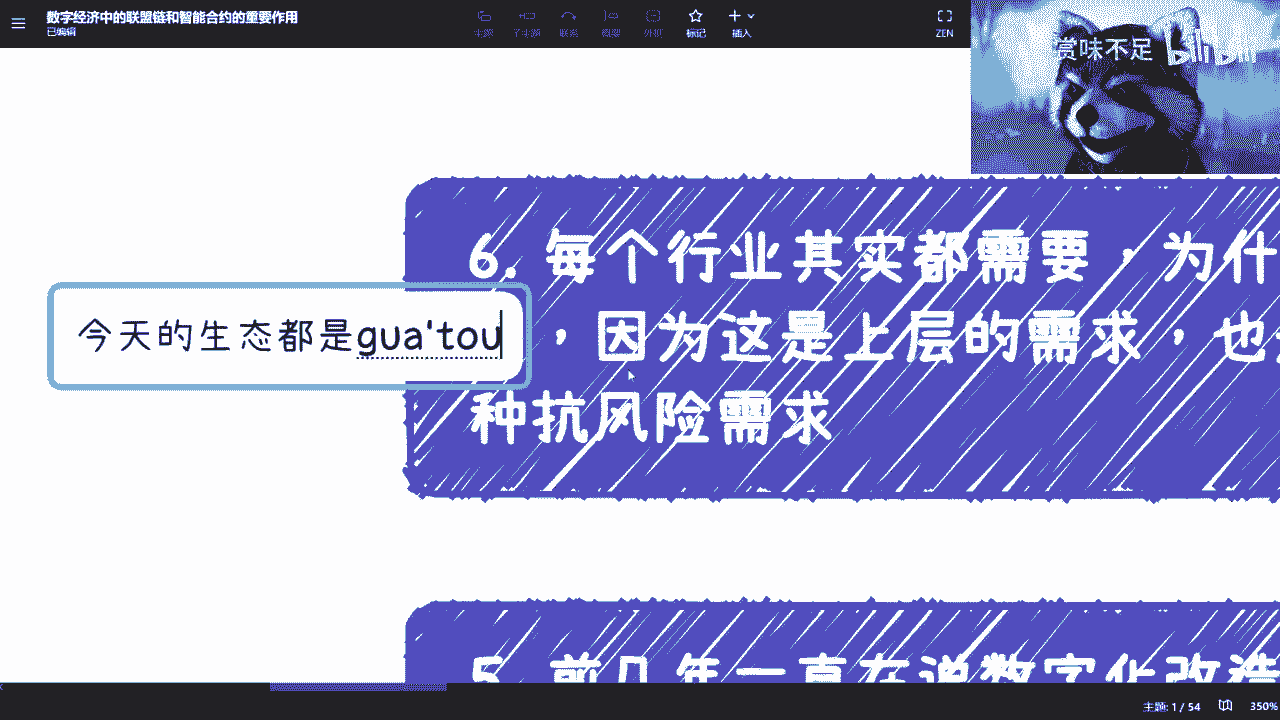 数字经济中的联盟链和智能合约的重要作用
已编辑
主题
子主题
联系
概要
外框
标记
插入
ZEN
赏味不足 bilibili
6. 每个行业其实都需要，为什
今天的生态都是gua'tou
，因为这是上层的需求，也
种抗风险需求
5. 前几年一直在说数字化改造
主题: 1 / 54
350%